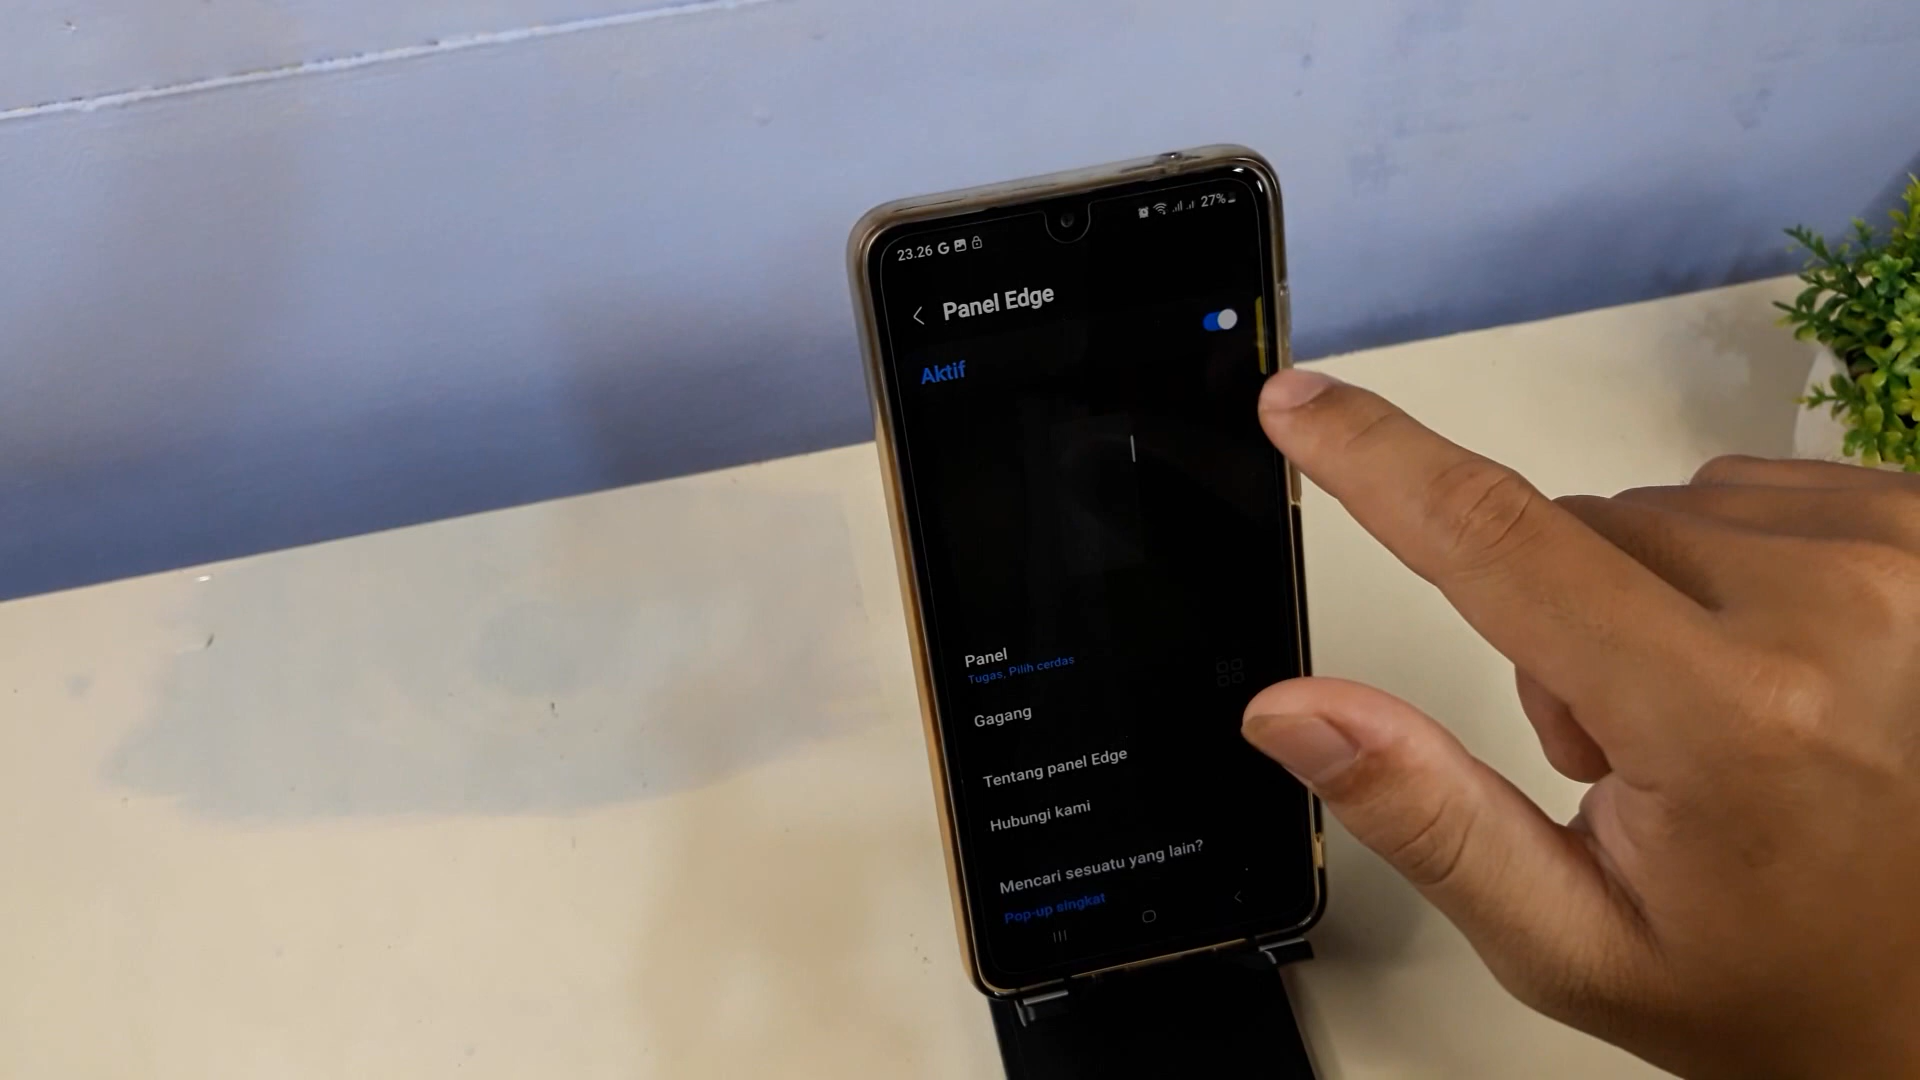 23.26 G 27%
Panel Edge
Aktif
Panel
Tugas, Pilih cerdas
Gagang
Tentang panel Edge
Hubungi kami
Mencari sesuatu yang lain?
Pop-up singkat